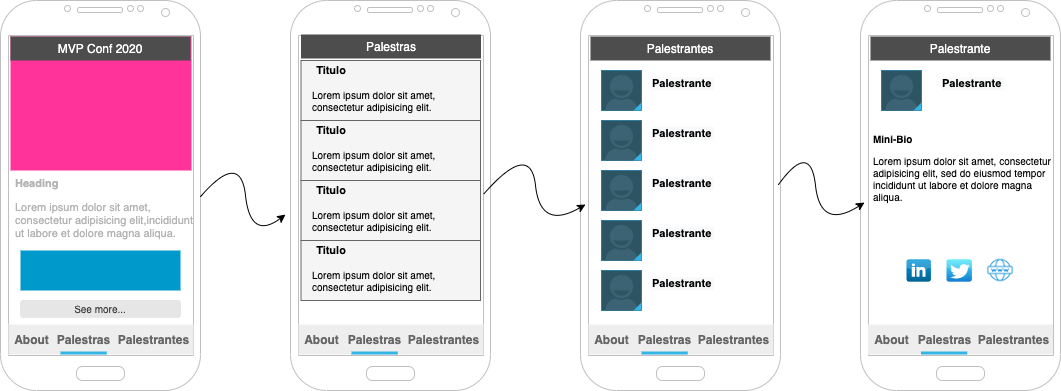 MVP Conf 2020
Heading
Lorem ipsum dolor sit amet,
consectetur adipisicing elit,incididunt
ut labore et dolore magna aliqua.
See more...
About Palestras Palestrantes
Palestras
Titulo
Lorem ipsum dolor sit amet,
consectetur adipisicing elit.
Titulo
Lorem ipsum dolor sit amet,
consectetur adipisicing elit.
Titulo
Lorem ipsum dolor sit amet,
consectetur adipisicing elit.
Titulo
Lorem ipsum dolor sit amet,
consectetur adipisicing elit.
About Palestras Palestrantes
Palestrantes
Palestrante
Palestrante
Palestrante
Palestrante
Palestrante
About Palestras Palestrantes
Palestrante
Palestrante
Mini-Bio
Lorem ipsum dolor sit amet, consectetur
adipisicing elit, sed do eiusmod tempor
incididunt ut labore et dolore magna
aliqua.
in
www
About Palestras Palestrantes